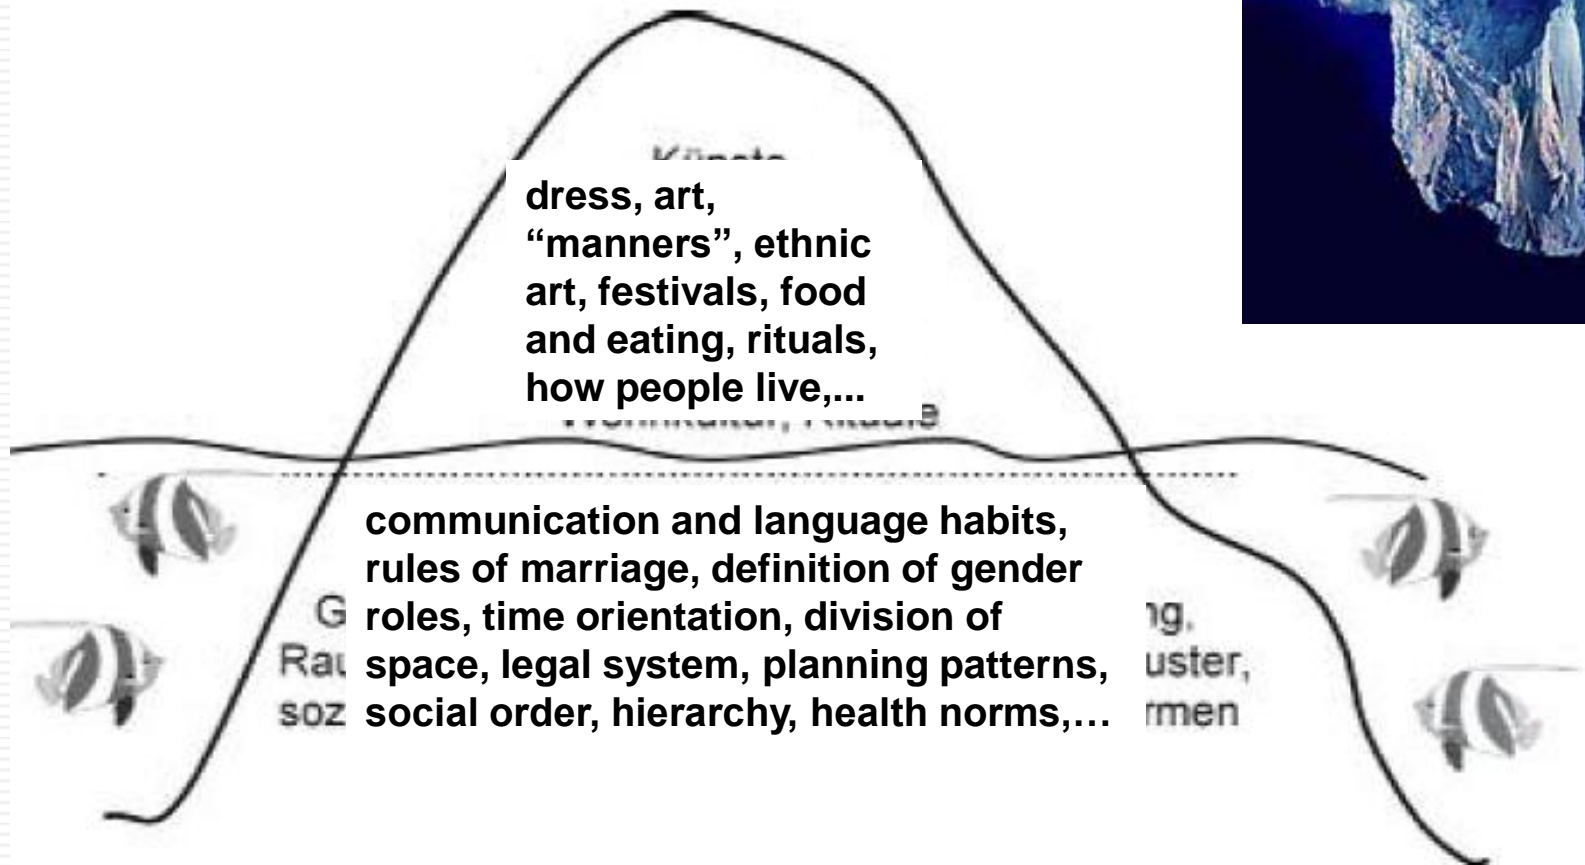 dress, art,
“manners”, ethnic
art, festivals, food
and eating, rituals,
how people live,...
Wohnkultur, Rituale
communication and language habits,
rules of marriage, definition of gender
roles, time orientation, division of
space, legal system, planning patterns,
social order, hierarchy, health norms,…